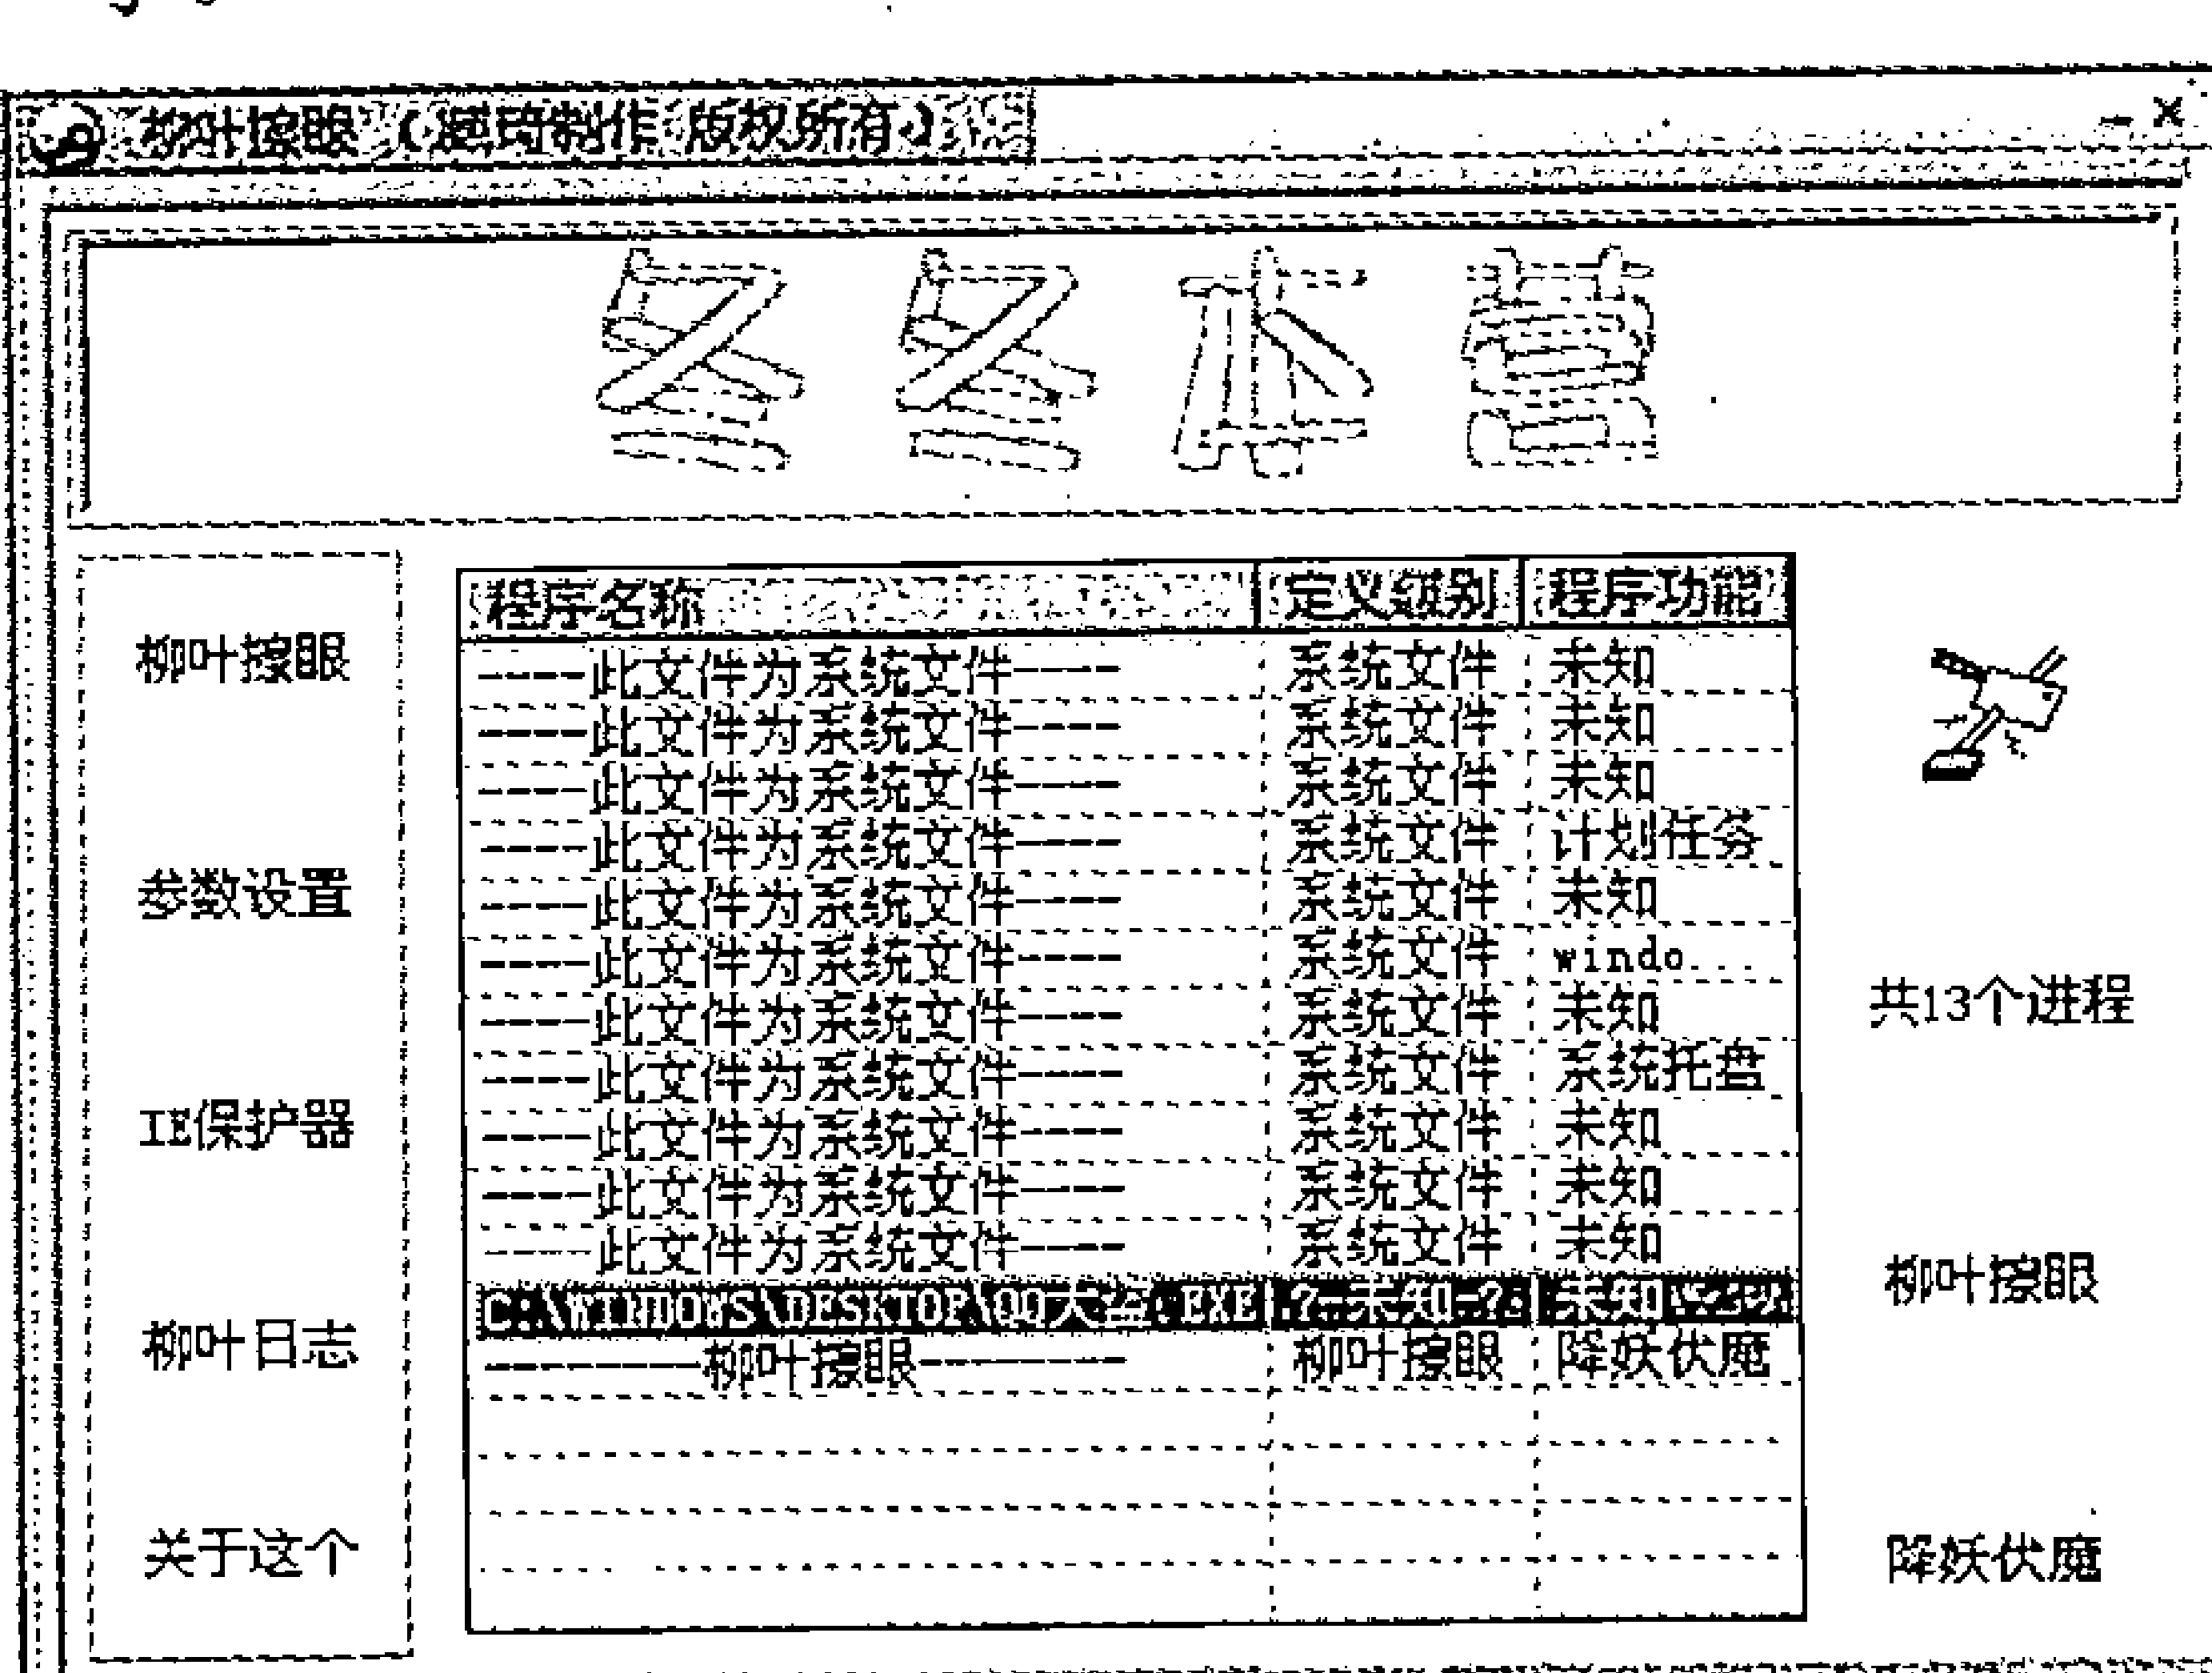 柳叶擦眼 制作 版权所有
程序名称 定义级别 程序功能
柳叶擦眼
----此文件为系统文件---- 系统文件 未知
----此文件为系统文件---- 系统文件 未知
----此文件为系统文件---- 系统文件 未知
----此文件为系统文件---- 系统文件 计划任务
参数设置
----此文件为系统文件---- 系统文件 未知
----此文件为系统文件---- 系统文件 windo...
----此文件为系统文件---- 系统文件 未知
共13个进程
----此文件为系统文件---- 系统文件 系统托盘
IE保护器
----此文件为系统文件---- 系统文件 未知
----此文件为系统文件---- 系统文件 未知
----此文件为系统文件---- 系统文件 未知
柳叶擦眼
C:\WINDOWS\DESKTOP\QQ大盗.EXE ?-未知-? 未知
柳叶日志
--------柳叶擦眼-------- 柳叶擦眼 降妖伏魔
关于这个
降妖伏魔